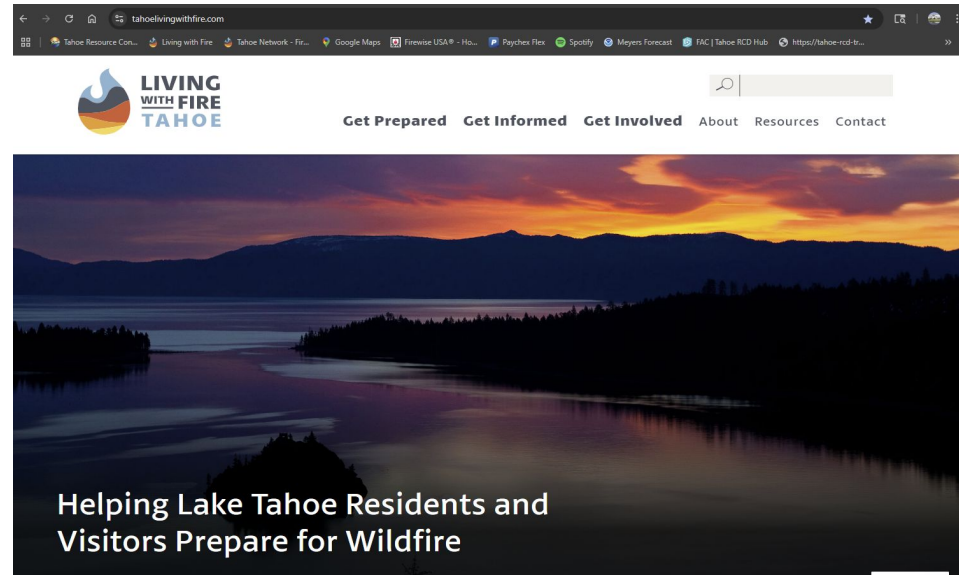 tahoelivingwithfire.com
Tahoe Resource Con... Living with Fire Tahoe Network - Fir... Google Maps Firewise USA® - Ho... Paychex Flex Spotify Meyers Forecast FAC | Tahoe RCD Hub https://tahoe-rcd-tr... »
LIVING
WITH FIRE
TAHOE
Get Prepared Get Informed Get Involved About Resources Contact
Helping Lake Tahoe Residents and
Visitors Prepare for Wildfire